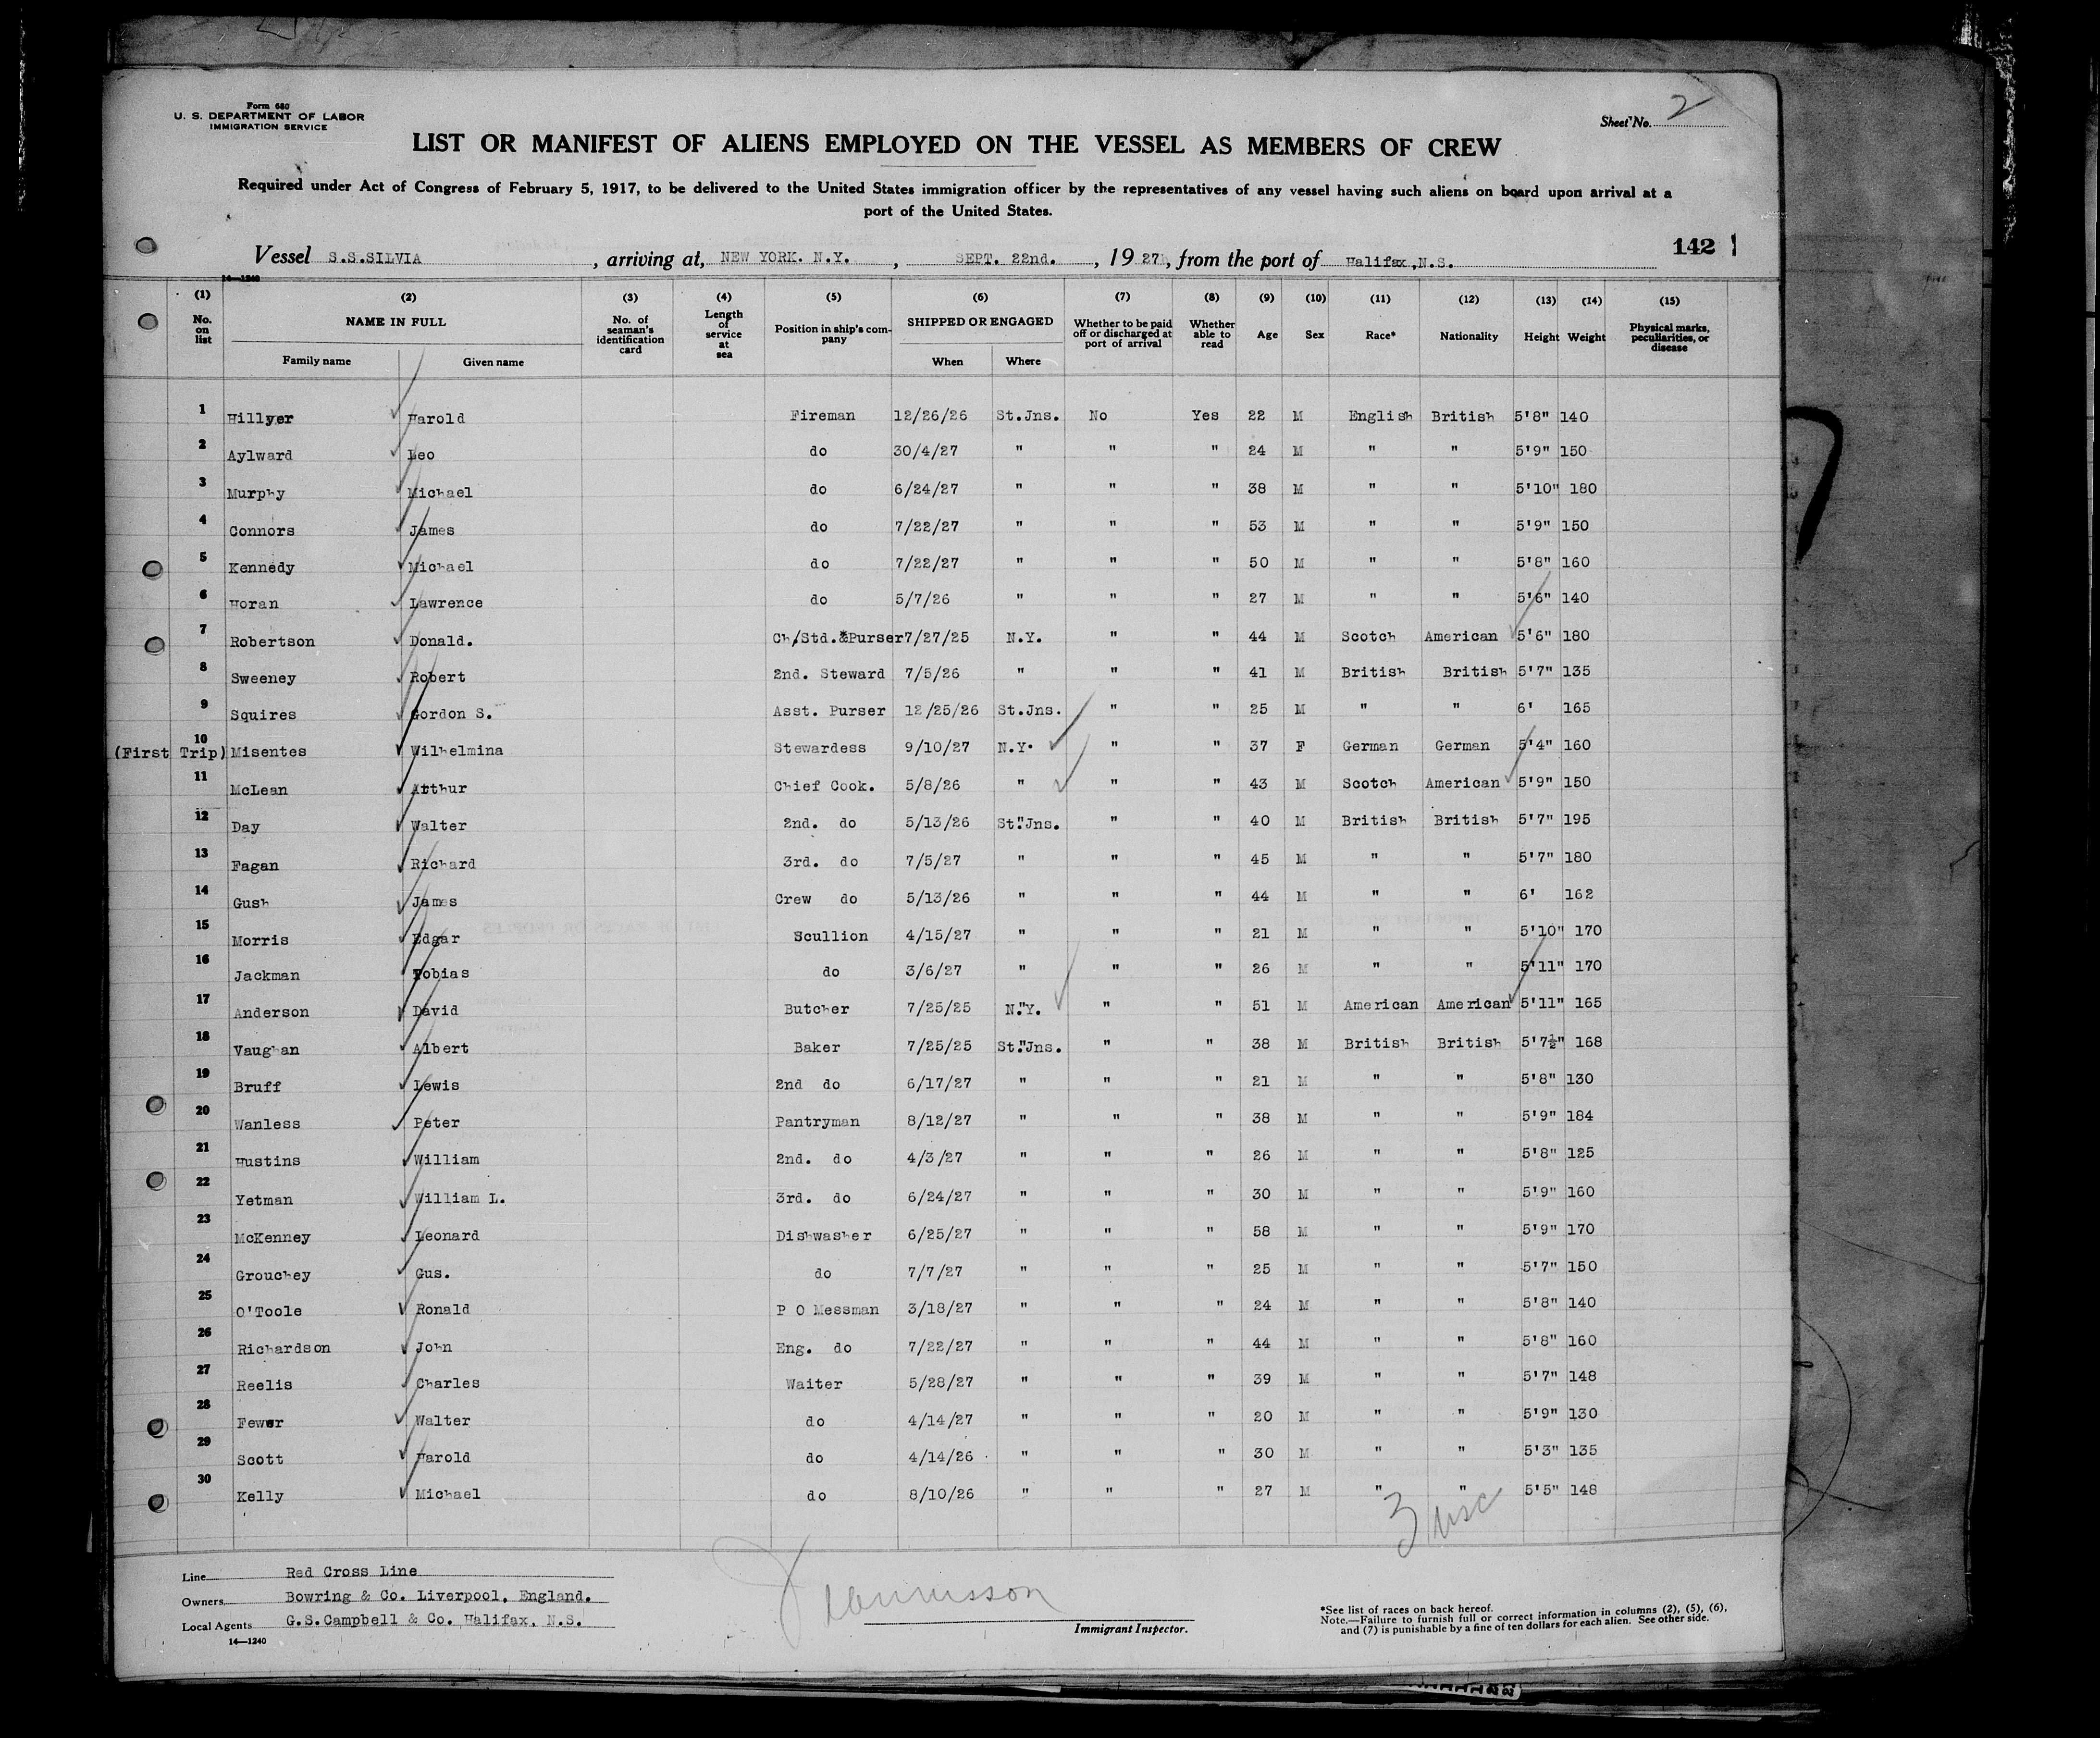 Form 680
U. S. DEPARTMENT OF LABOR
IMMIGRATION SERVICE
Sheet No. 2
LIST OR MANIFEST OF ALIENS EMPLOYED ON THE VESSEL AS MEMBERS OF CREW
Required under Act of Congress of February 5, 1917, to be delivered to the United States immigration officer by the representatives of any vessel having such aliens on board upon arrival at a
port of the United States.
142
Vessel S.S.SILVIA, arriving at, NEW YORK. N.Y., SEPT. 22nd., 1927, from the port of Halifax,N.S.
14—1240
(1) (2) (3) (4) (5) (6) (7) (8) (9) (10) (11) (12) (13) (14) (15)
No. on list NAME IN FULL Family name Given name No. of seaman's identification card Length of service at sea Position in ship's company SHIPPED OR ENGAGED When Where Whether to be paid off or discharged at port of arrival Whether able to read Age Sex Race* Nationality Height Weight Physical marks, peculiarities, or disease
1 Hillyer Harold Fireman 12/26/26 St.Jns. No Yes 22 M English British 5'8" 140
2 Aylward Leo do 30/4/27 " " " 24 M " " 5'9" 150
3 Murphy Michael do 6/24/27 " " " 38 M " " 5'10" 180
4 Connors James do 7/22/27 " " " 53 M " " 5'9" 150
5 Kennedy Michael do 7/22/27 " " " 50 M " " 5'8" 160
6 Horan Lawrence do 5/7/26 " " " 27 M " " 5'6" 140
7 Robertson Donald. Ch/Std.&Purser 7/27/25 N.Y. " " 44 M Scotch American 5'6" 180
8 Sweeney Robert 2nd. Steward 7/5/26 " " " 41 M British British 5'7" 135
9 Squires Gordon S. Asst. Purser 12/25/26 St.Jns. " " 25 M " " 6' 165
(First Trip) 10 Misentes Wilhelmina Stewardess 9/10/27 N.Y. " " 37 F German German 5'4" 160
11 McLean Arthur Chief Cook. 5/8/26 " " " 43 M Scotch American 5'9" 150
12 Day Walter 2nd. do 5/13/26 St."Jns. " " 40 M British British 5'7" 195
13 Fagan Richard 3rd. do 7/5/27 " " " 45 M " " 5'7" 180
14 Gush James Crew do 5/13/26 " " " 44 M " " 6' 162
15 Morris Edgar Scullion 4/15/27 " " " 21 M " " 5'10" 170
16 Jackman Tobias do 3/6/27 " " " 26 M " " 5'11" 170
17 Anderson David Butcher 7/25/25 N."Y. " " 51 M American American 5'11" 165
18 Vaughan Albert Baker 7/25/25 St."Jns. " " 38 M British British 5'7½" 168
19 Bruff Lewis 2nd do 6/17/27 " " " 21 M " " 5'8" 130
20 Wanless Peter Pantryman 8/12/27 " " " 38 M " " 5'9" 184
21 Hustins William 2nd. do 4/3/27 " " " 26 M " " 5'8" 125
22 Yetman William L. 3rd. do 6/24/27 " " " 30 M " " 5'9" 160
23 McKenney Leonard Dishwasher 6/25/27 " " " 58 M " " 5'9" 170
24 Grouchey Gus. do 7/7/27 " " " 25 M " " 5'7" 150
25 O'Toole Ronald P O Messman 3/18/27 " " " 24 M " " 5'8" 140
26 Richardson John Eng. do 7/22/27 " " " 44 M " " 5'8" 160
27 Reelis Charles Waiter 5/28/27 " " " 39 M " " 5'7" 148
28 Fewer Walter do 4/14/27 " " " 20 M " " 5'9" 130
29 Scott Harold do 4/14/26 " " " 30 M " " 5'3" 135
30 Kelly Michael do 8/10/26 " " " 27 M " " 5'5" 148
3 usc
Line Red Cross Line
Owners Bowring & Co. Liverpool, England.
Local Agents G.S.Campbell & Co. Halifax, N.S.
14—1240
Immigrant Inspector.
*See list of races on back hereof.
Note.—Failure to furnish full or correct information in columns (2), (5), (6),
and (7) is punishable by a fine of ten dollars for each alien. See other side.